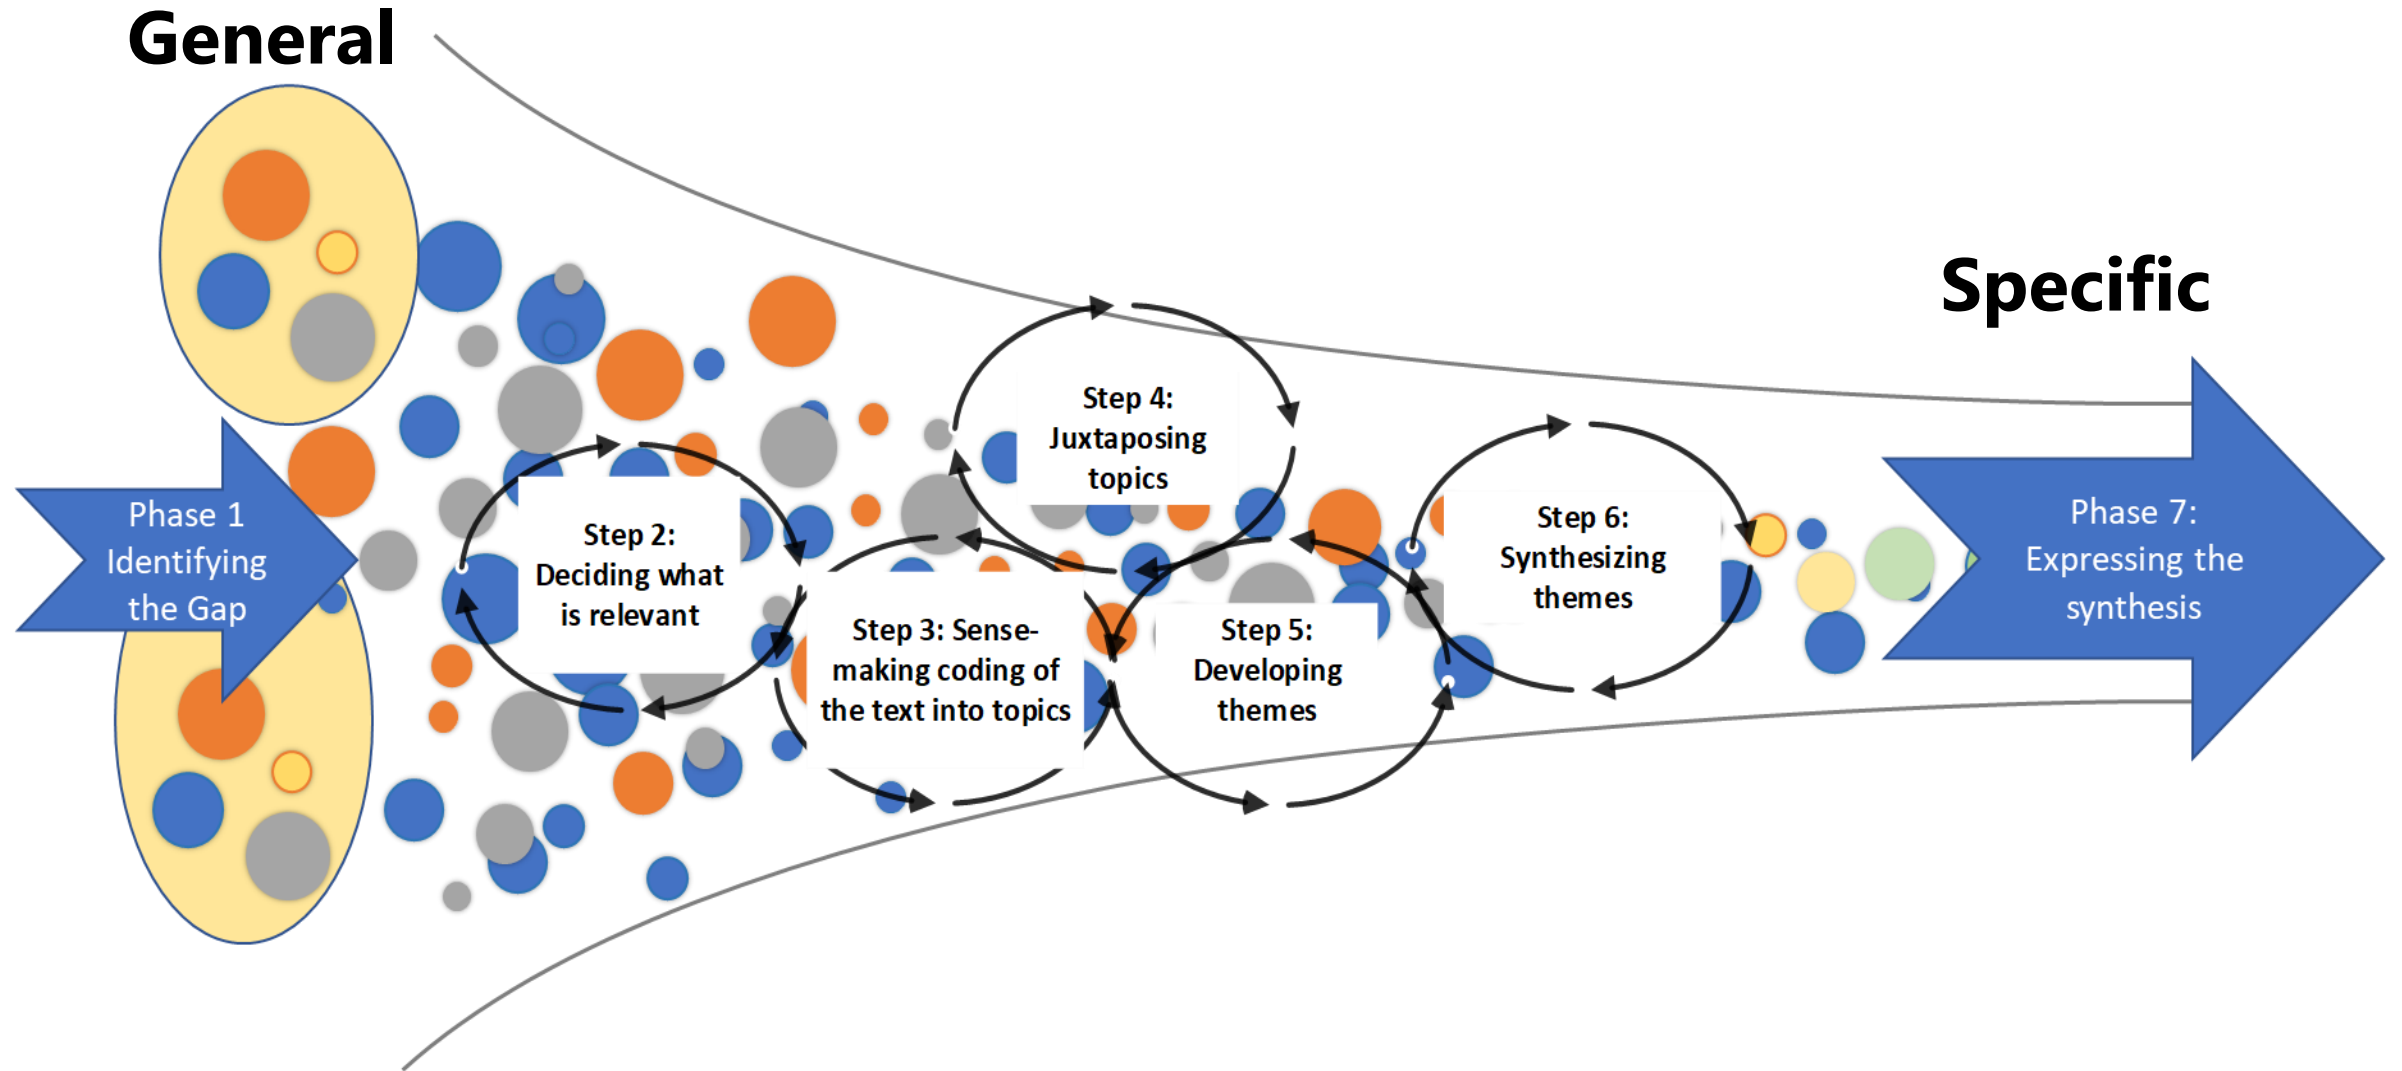 General
Specific
Phase 1
Identifying
the Gap
Step 2:
Deciding what
is relevant
Step 3: Sense-
making coding of
the text into topics
Step 4:
Juxtaposing
topics
Step 5:
Developing
themes
Step 6:
Synthesizing
themes
Phase 7:
Expressing the
synthesis